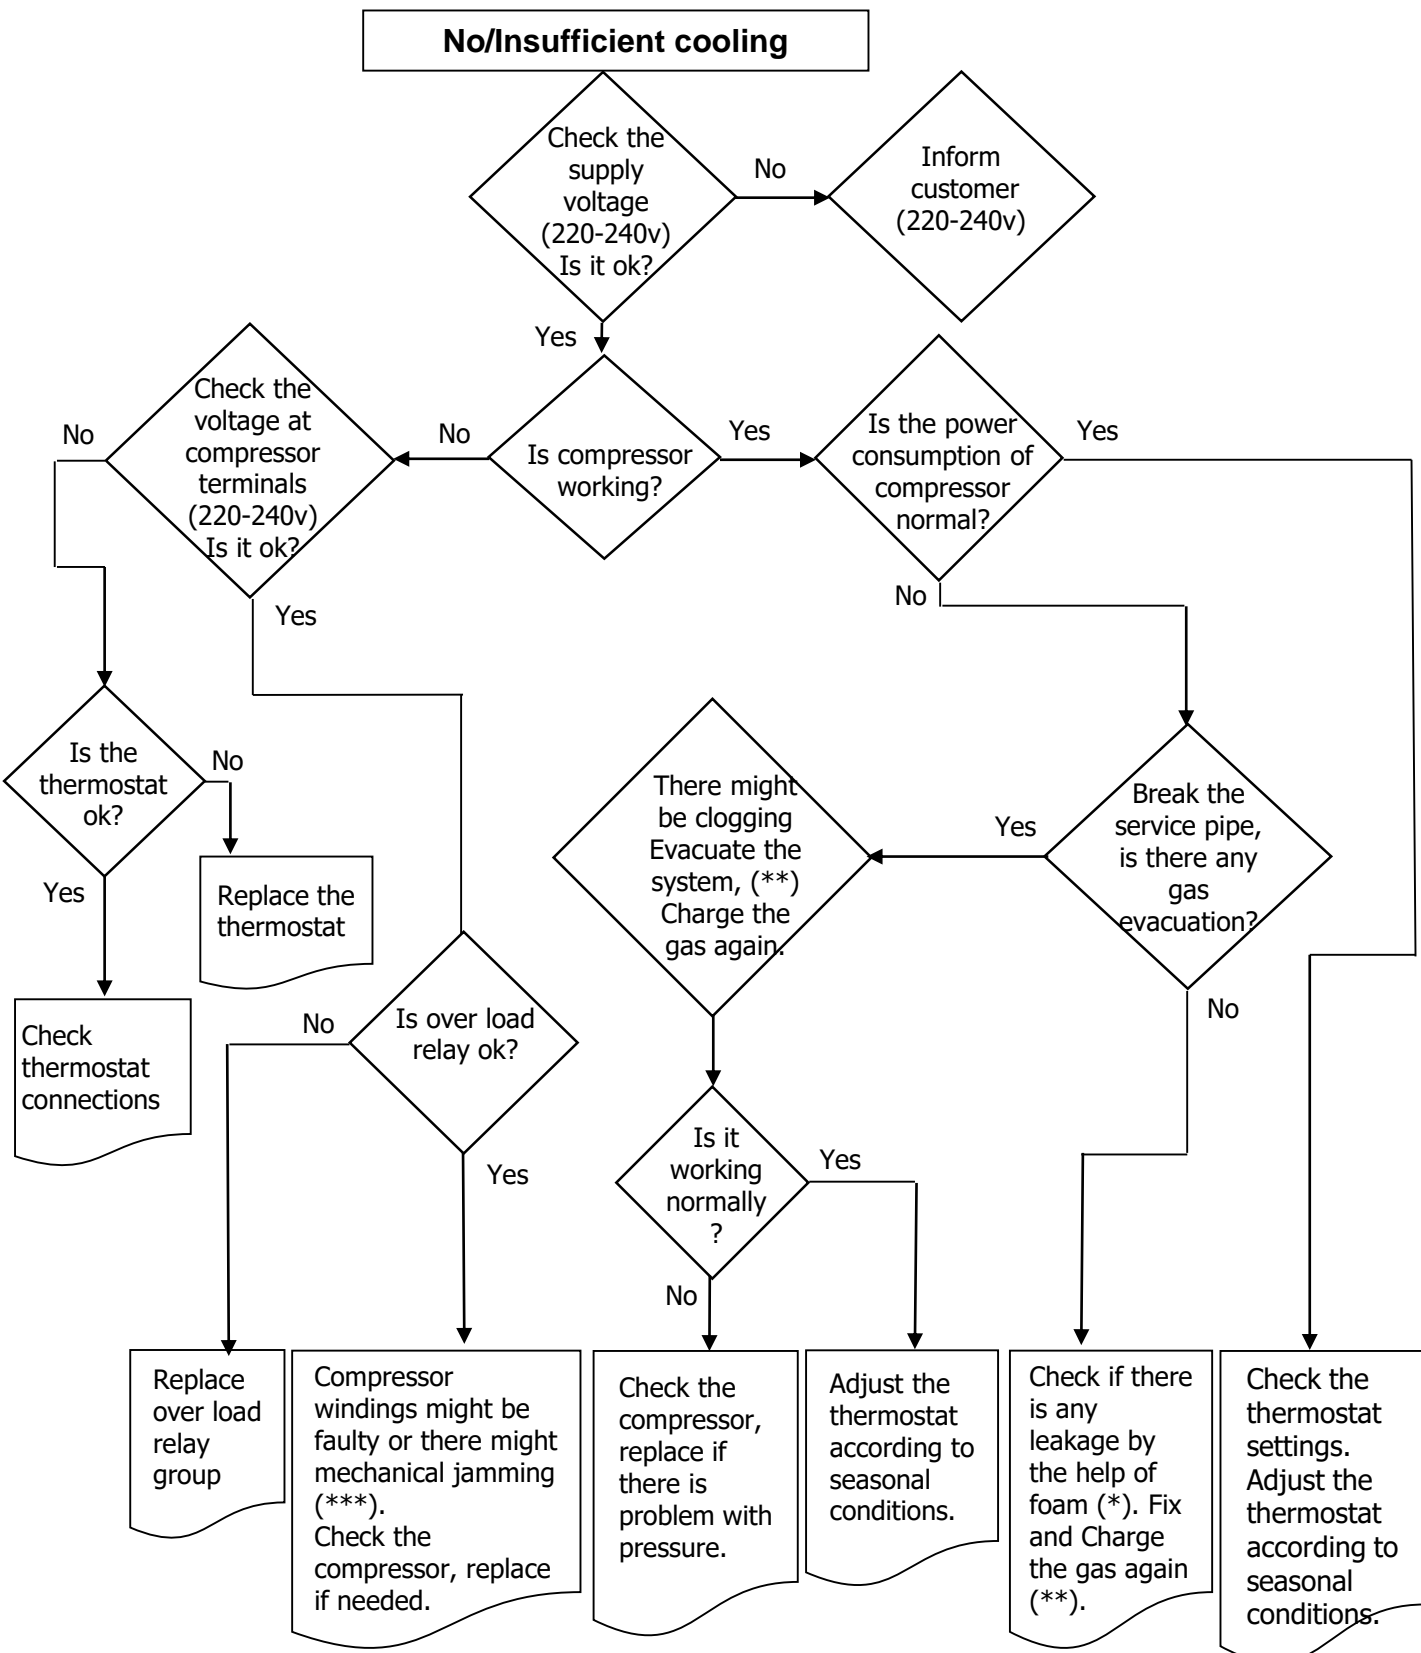 No/Insufficient cooling
Check the
supply
voltage
(220-240v)
Is it ok?
No
Inform
customer
(220-240v)
Yes
Check the
voltage at
compressor
terminals
(220-240v)
Is it ok?
No
No
Is compressor
working?
Yes
Is the power
consumption of
compressor
normal?
Yes
No
Yes
Is the
thermostat
ok?
No
Yes
Replace the
thermostat
Check
thermostat
connections
There might
be clogging
Evacuate the
system, (**)
Charge the
gas again.
Yes
Break the
service pipe,
is there any
gas
evacuation?
No
No
Is over load
relay ok?
Yes
Is it
working
normally
?
Yes
No
Replace
over load
relay
group
Compressor
windings might be
faulty or there might
mechanical jamming
(***).
Check the
compressor, replace
if needed.
Check the
compressor,
replace if
there is
problem with
pressure.
Adjust the
thermostat
according to
seasonal
conditions.
Check if there
is any
leakage by
the help of
foam (*). Fix
and Charge
the gas again
(**).
Check the
thermostat
settings.
Adjust the
thermostat
according to
seasonal
conditions.